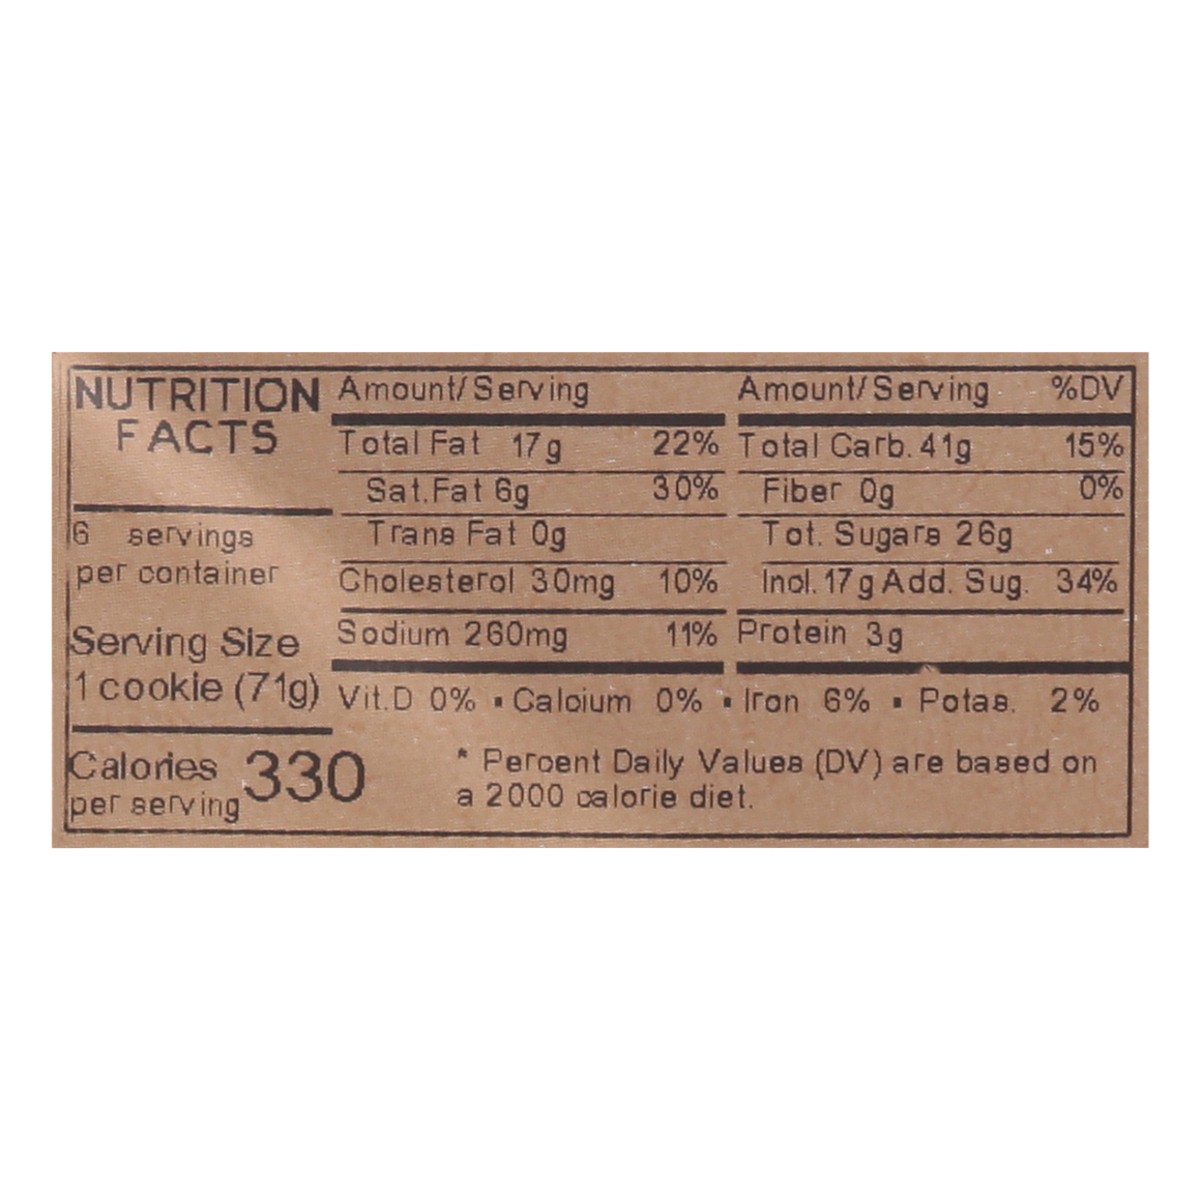 NUTRITION
FACTS
6 servings
per container
Serving Size
1 cookie (71g)
Calories 330
per serving
Amount/Serving
Total Fat 17g 22%
Sat.Fat 6g 30%
Trans Fat 0g
Cholesterol 30mg 10%
Sodium 260mg 11%
Amount/Serving %DV
Total Carb. 41g 15%
Fiber 0g 0%
Tot. Sugars 26g
Incl. 17g Add. Sug. 34%
Protein 3g
Vit.D 0% ▪ Calcium 0% ▪ Iron 6% ▪ Potas. 2%
* Percent Daily Values (DV) are based on
a 2000 calorie diet.